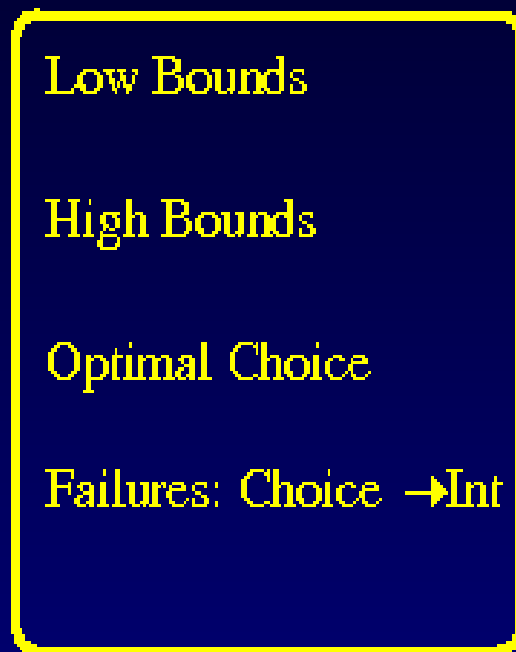 Low Bounds
High Bounds
Optimal Choice
Failures: Choice →Int